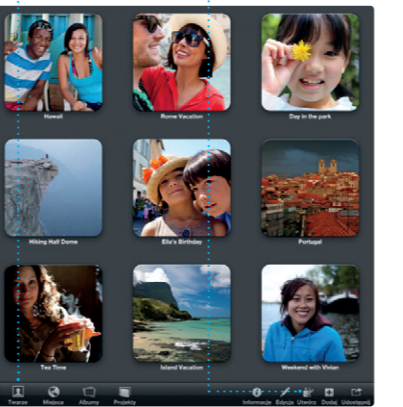 Hawaii
Rome Vacation
Day in the park
Hiking Half Dome
Ella's Birthday
Portugal
Tea Time
Island Vacation
Weekend with Vivian
Twarze Miejsca Albumy Projekty Informacje Edycja Utwórz Dodaj Udostępnij